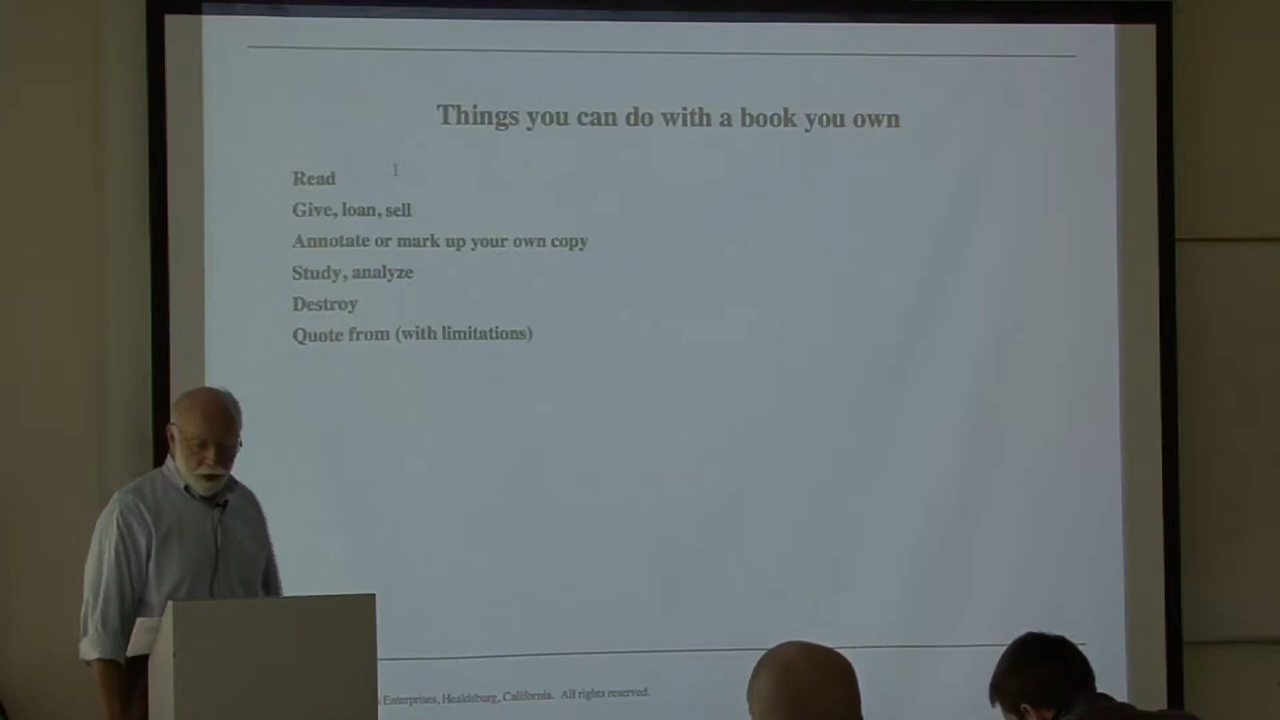 Things you can do with a book you own
Read
Give, loan, sell
Annotate or mark up your own copy
Study, analyze
Destroy
Quote from (with limitations)
Enterprises, Healdsburg, California. All rights reserved.